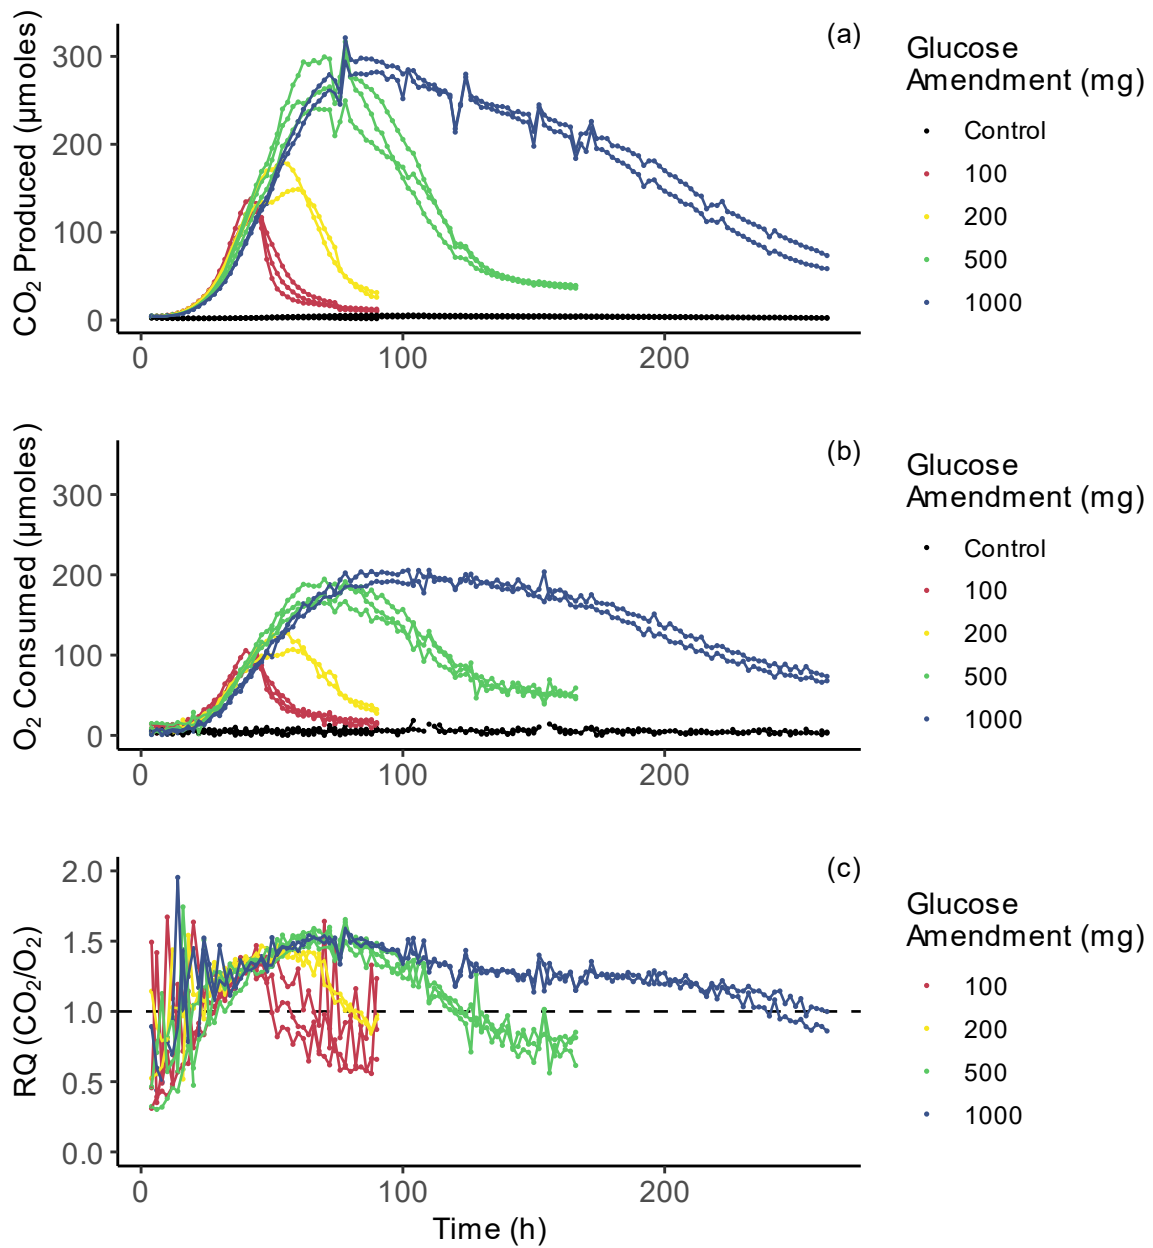 (a)
CO₂ Produced (µmoles)
300
200
100
0
0 100 200
Glucose
Amendment (mg)
Control
100
200
500
1000
(b)
O₂ Consumed (µmoles)
300
200
100
0
0 100 200
Glucose
Amendment (mg)
Control
100
200
500
1000
(c)
RQ (CO₂/O₂)
2.0
1.5
1.0
0.5
0.0
0 100 200
Time (h)
Glucose
Amendment (mg)
100
200
500
1000